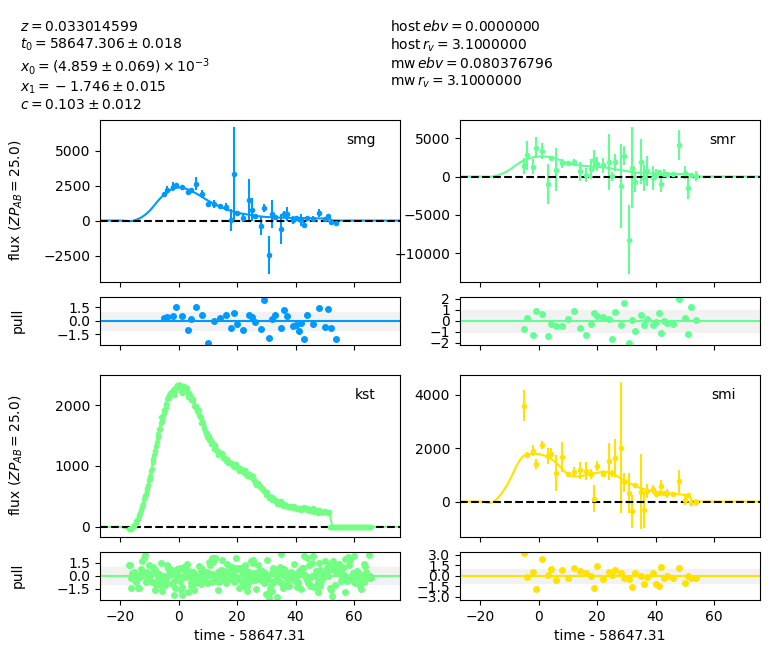 z = 0.033014599
t₀ = 58647.306 ± 0.018
x₀ = (4.859 ± 0.069) × 10⁻³
x₁ = −1.746 ± 0.015
c = 0.103 ± 0.012
host ebv = 0.0000000
host r_v = 3.1000000
mw ebv = 0.080376796
mw r_v = 3.1000000
flux (ZP_AB = 25.0)
5000
2500
0
−2500
smg
5000
0
−5000
−10000
smr
pull
1.5
0.0
−1.5
2
1
0
−1
−2
flux (ZP_AB = 25.0)
2000
1000
0
kst
4000
2000
0
smi
pull
1.5
0.0
−1.5
3.0
1.5
0.0
−1.5
−3.0
−20 0 20 40 60
−20 0 20 40 60
time - 58647.31
time - 58647.31